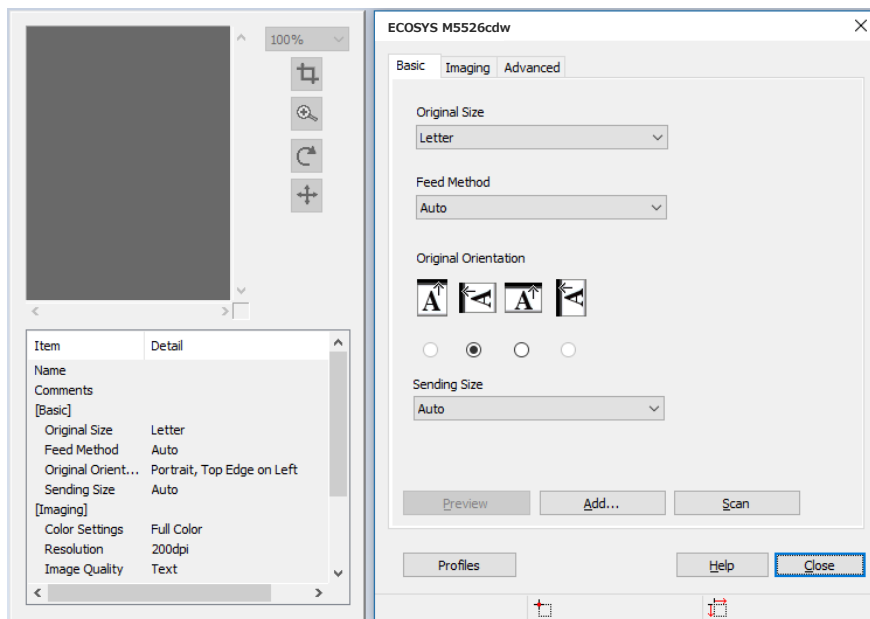 100%
Item Detail
Name
Comments
[Basic]
Original Size Letter
Feed Method Auto
Original Orient... Portrait, Top Edge on Left
Sending Size Auto
[Imaging]
Color Settings Full Color
Resolution 200dpi
Image Quality Text
ECOSYS M5526cdw
Basic Imaging Advanced
Original Size
Letter
Feed Method
Auto
Original Orientation
A A A A
Sending Size
Auto
Preview Add... Scan
Profiles Help Close